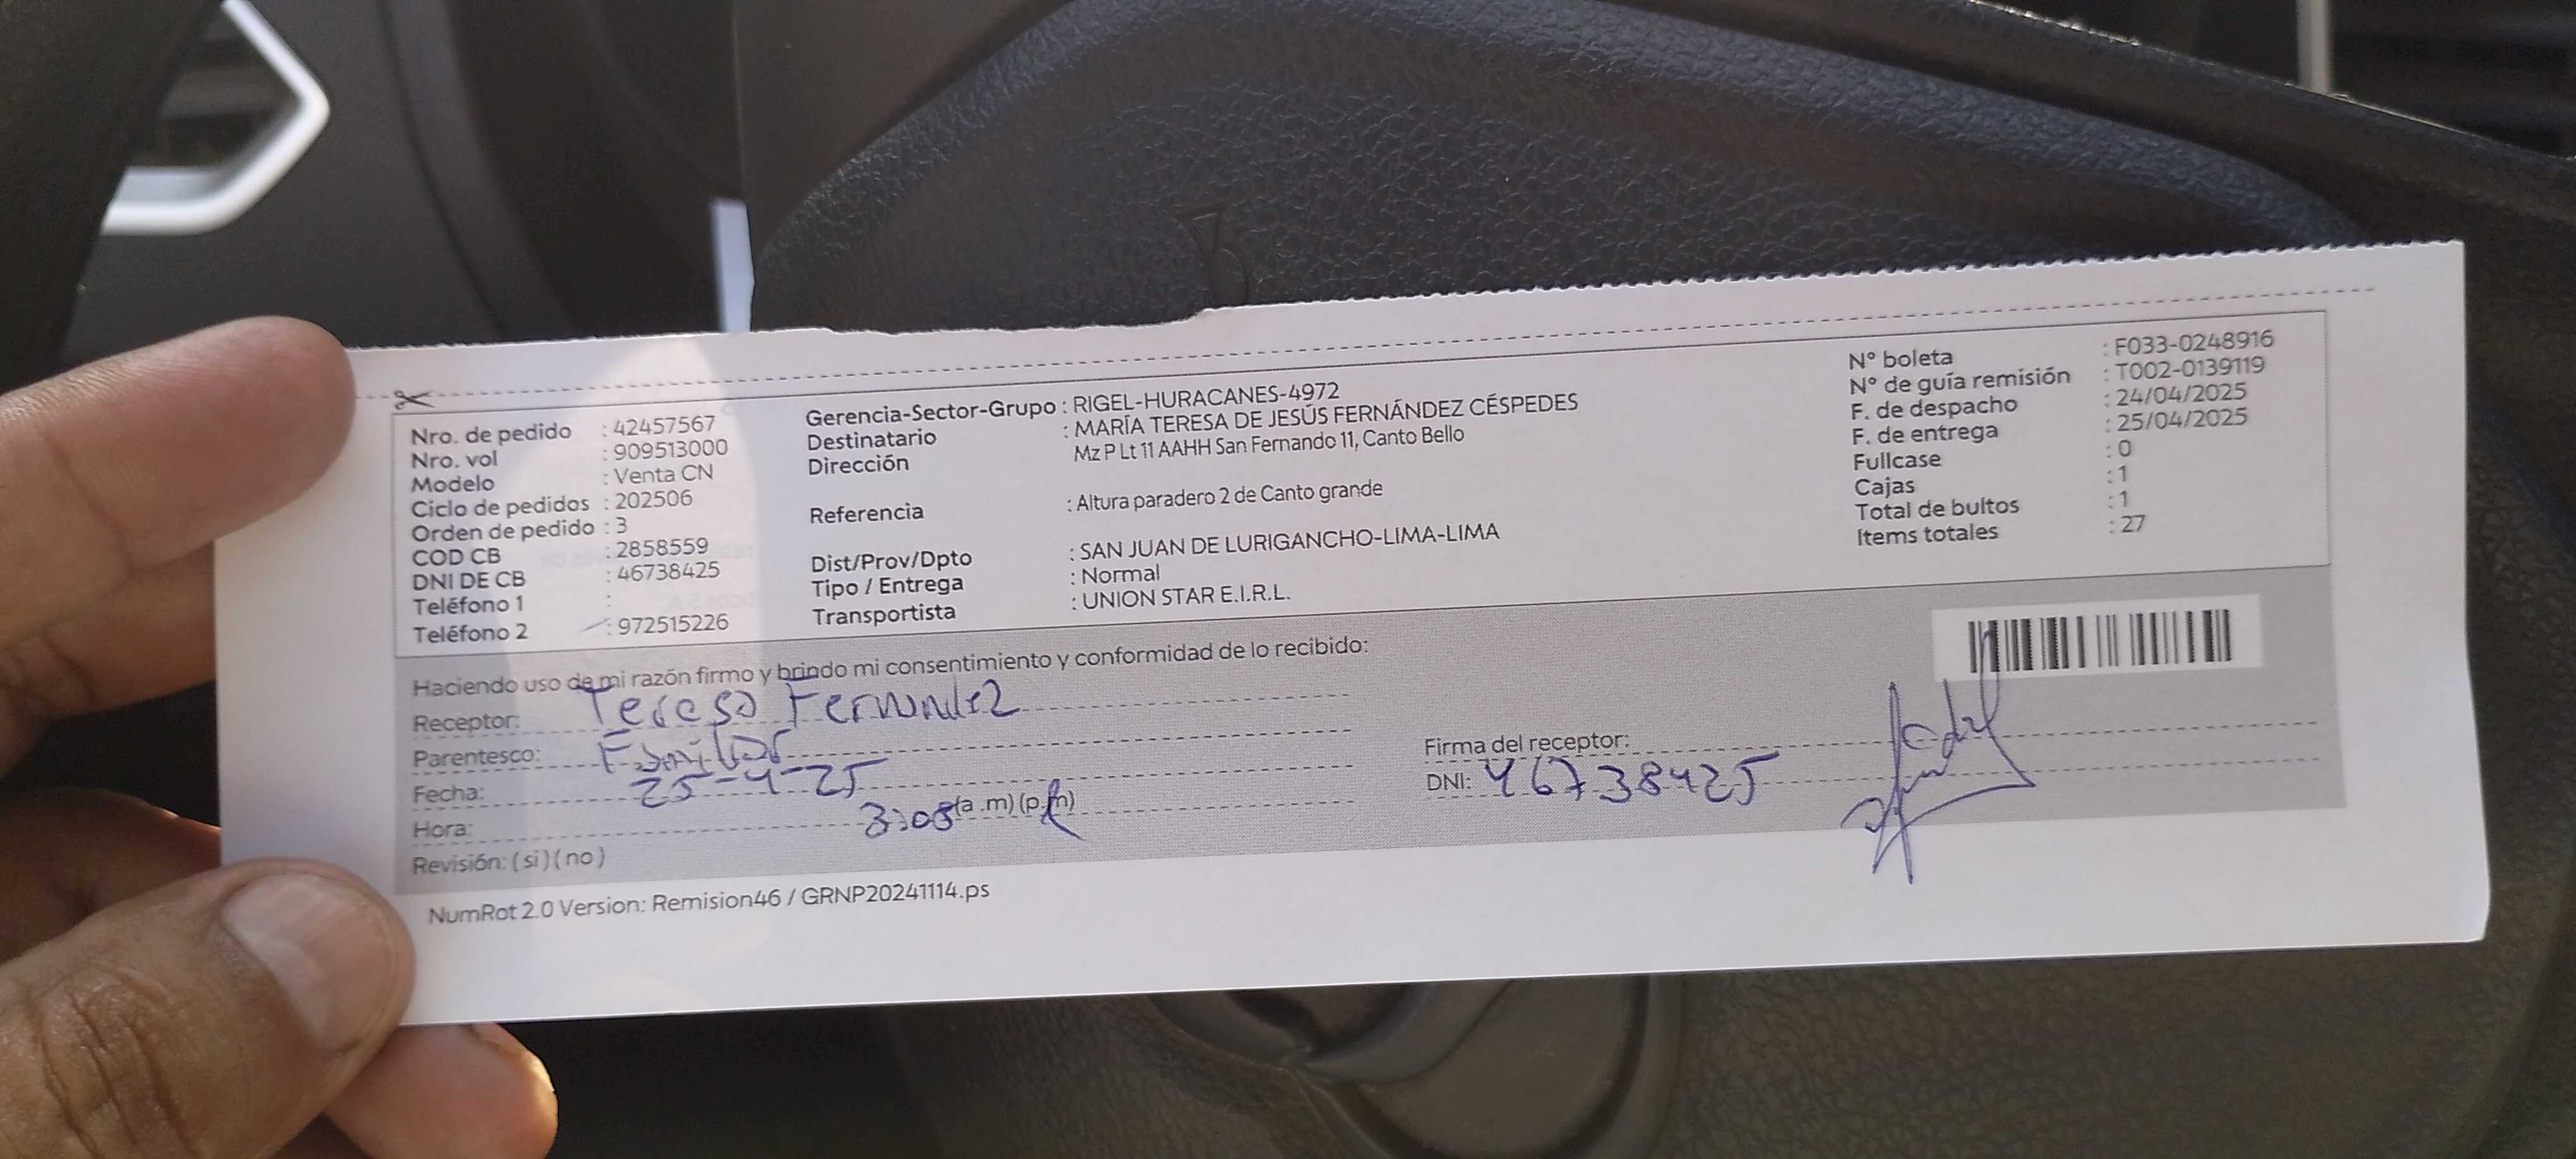 Nro. de pedido : 42457567
Nro. vol : 909513000
Modelo : Venta CN
Ciclo de pedidos : 202506
Orden de pedido : 3
COD CB : 2858559
DNI DE CB : 46738425
Teléfono 1 :
Teléfono 2 : 972515226
Gerencia-Sector-Grupo : RIGEL-HURACANES-4972
Destinatario : MARÍA TERESA DE JESÚS FERNÁNDEZ CÉSPEDES
Dirección Mz P Lt 11 AAHH San Fernando 11, Canto Bello
Referencia : Altura paradero 2 de Canto grande
Dist/Prov/Dpto : SAN JUAN DE LURIGANCHO-LIMA-LIMA
Tipo / Entrega : Normal
Transportista : UNION STAR E.I.R.L.
N° boleta : F033-0248916
N° de guía remisión : T002-0139119
F. de despacho : 24/04/2025
F. de entrega : 25/04/2025
Fullcase : 0
Cajas : 1
Total de bultos : 1
Items totales : 27
Haciendo uso de mi razón firmo y brindo mi consentimiento y conformidad de lo recibido:
Receptor: Teresa Fernandez
Parentesco: Familiar
Fecha: 25-4-25
Hora: 3:05 (a .m) (p.m)
Revisión: ( si ) ( no )
Firma del receptor:
DNI: 46738425
NumRot 2.0 Version: Remision46 / GRNP20241114.ps